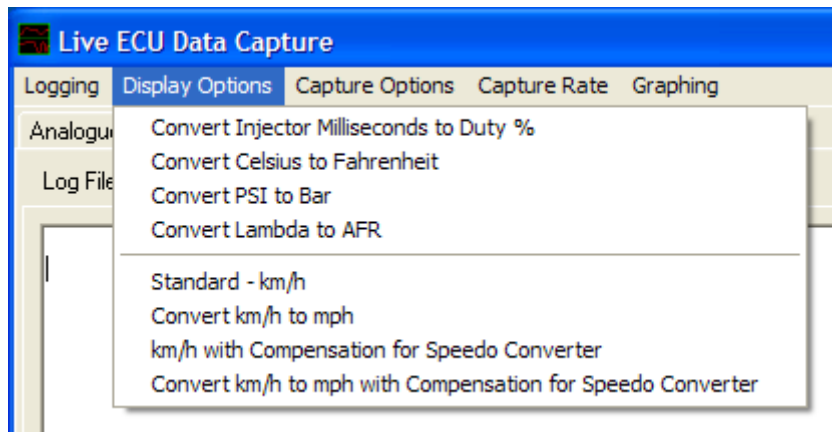 Live ECU Data Capture
Logging Display Options Capture Options Capture Rate Graphing
Convert Injector Milliseconds to Duty %
Convert Celsius to Fahrenheit
Log File
Convert PSI to Bar
Convert Lambda to AFR
Standard - km/h
Convert km/h to mph
km/h with Compensation for Speedo Converter
Convert km/h to mph with Compensation for Speedo Converter